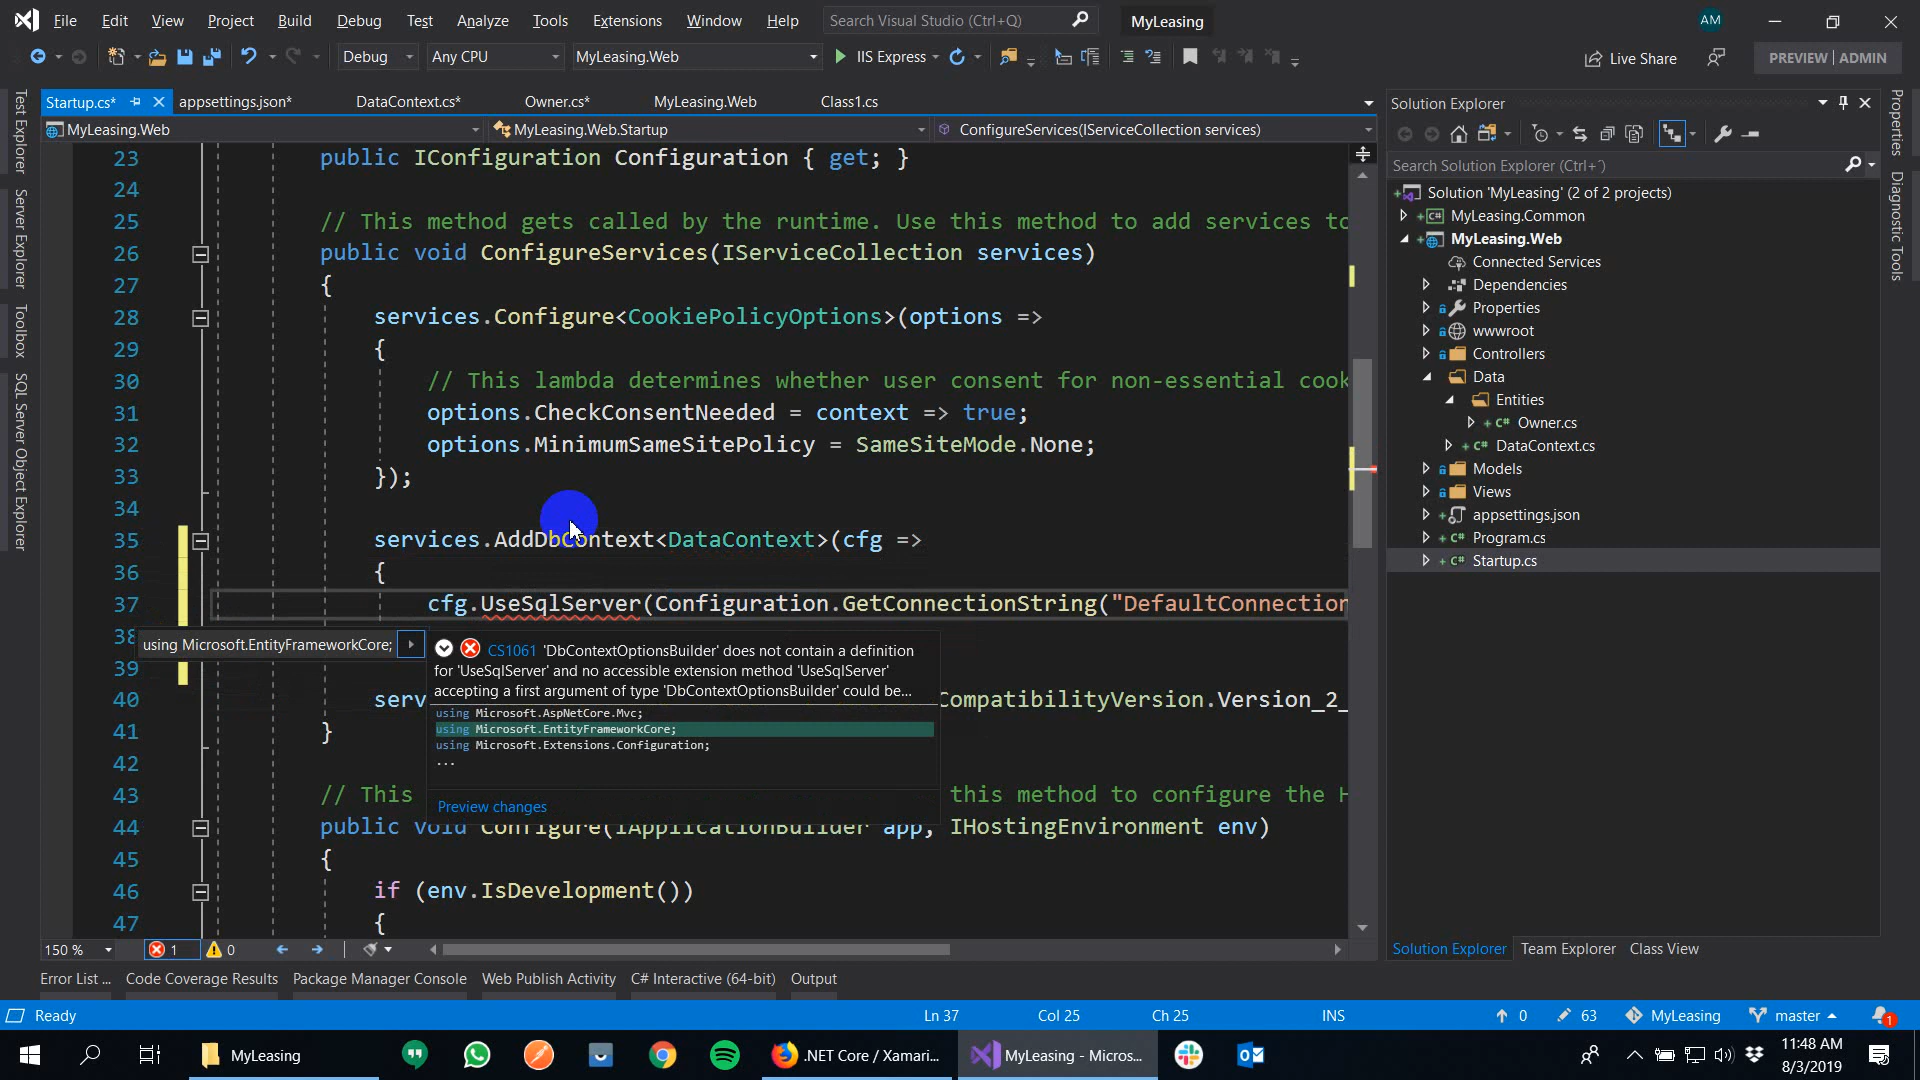 File Edit View Project Build Debug Test Analyze Tools Extensions Window Help Search Visual Studio (Ctrl+Q) MyLeasing AM
Debug Any CPU MyLeasing.Web IIS Express Live Share PREVIEW | ADMIN
Startup.cs* appsettings.json* DataContext.cs* Owner.cs* MyLeasing.Web Class1.cs
MyLeasing.Web MyLeasing.Web.Startup ConfigureServices(IServiceCollection services)
Test Explorer
Server Explorer
Toolbox
SQL Server Object Explorer
23 public IConfiguration Configuration { get; }
24
25 // This method gets called by the runtime. Use this method to add services to
26 public void ConfigureServices(IServiceCollection services)
27 {
28 services.Configure<CookiePolicyOptions>(options =>
29 {
30 // This lambda determines whether user consent for non-essential cook
31 options.CheckConsentNeeded = context => true;
32 options.MinimumSameSitePolicy = SameSiteMode.None;
33 });
34
35 services.AddDbContext<DataContext>(cfg =>
36 {
37 cfg.UseSqlServer(Configuration.GetConnectionString("DefaultConnection
38
using Microsoft.EntityFrameworkCore;
CS1061 'DbContextOptionsBuilder' does not contain a definition
for 'UseSqlServer' and no accessible extension method 'UseSqlServer'
accepting a first argument of type 'DbContextOptionsBuilder' could be...
using Microsoft.AspNetCore.Mvc;
using Microsoft.EntityFrameworkCore;
using Microsoft.Extensions.Configuration;
...
Preview changes
39
40 serv CompatibilityVersion.Version_2_
41 }
42
43 // This this method to configure the H
44 public void Configure(IApplicationBuilder app, IHostingEnvironment env)
45 {
46 if (env.IsDevelopment())
47 {
150 % 1 0
Error List ... Code Coverage Results Package Manager Console Web Publish Activity C# Interactive (64-bit) Output
Solution Explorer
Search Solution Explorer (Ctrl+´)
Solution 'MyLeasing' (2 of 2 projects)
MyLeasing.Common
MyLeasing.Web
Connected Services
Dependencies
Properties
wwwroot
Controllers
Data
Entities
Owner.cs
DataContext.cs
Models
Views
appsettings.json
Program.cs
Startup.cs
Solution Explorer Team Explorer Class View
Properties
Diagnostic Tools
Ready Ln 37 Col 25 Ch 25 INS 0 63 MyLeasing master 1
MyLeasing .NET Core / Xamari... MyLeasing - Micros... 11:48 AM
8/3/2019